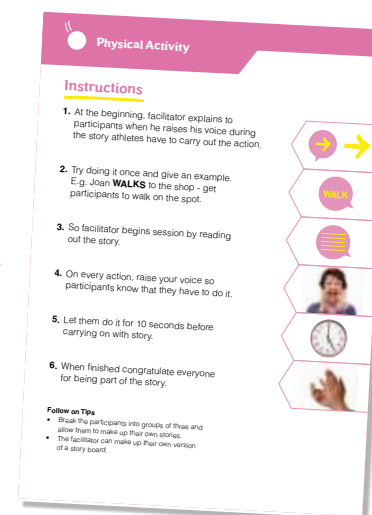 Physical Activity
Instructions
1. At the beginning, facilitator explains to
participants when he raises his voice during
the story athletes have to carry out the action.
2. Try doing it once and give an example.
E.g. Joan WALKS to the shop - get
participants to walk on the spot.
3. So facilitator begins session by reading
out the story.
4. On every action, raise your voice so
participants know that they have to do it.
5. Let them do it for 10 seconds before
carrying on with story.
6. When finished congratulate everyone
for being part of the story.
WALK
Follow on Tips
• Break the participants into groups of three and
allow them to make up their own stories.
• The facilitator can make up their own version
of a story board.